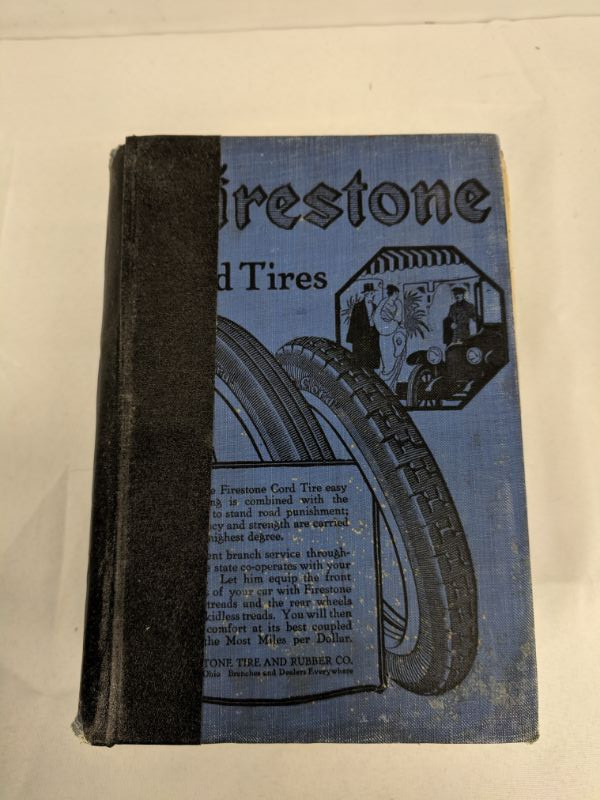 irestone
d Tires
Cord
e Firestone Cord Tire easy
ng is combined with the
to stand road punishment;
cy and strength are carried
highest degree.
ent branch service through-
state co-operates with your
Let him equip the front
of your car with Firestone
treads and the rear wheels
kidless treads. You will then
comfort at its best coupled
the Most Miles per Dollar.
TONE TIRE AND RUBBER CO.
Ohio Branches and Dealers Everywhere